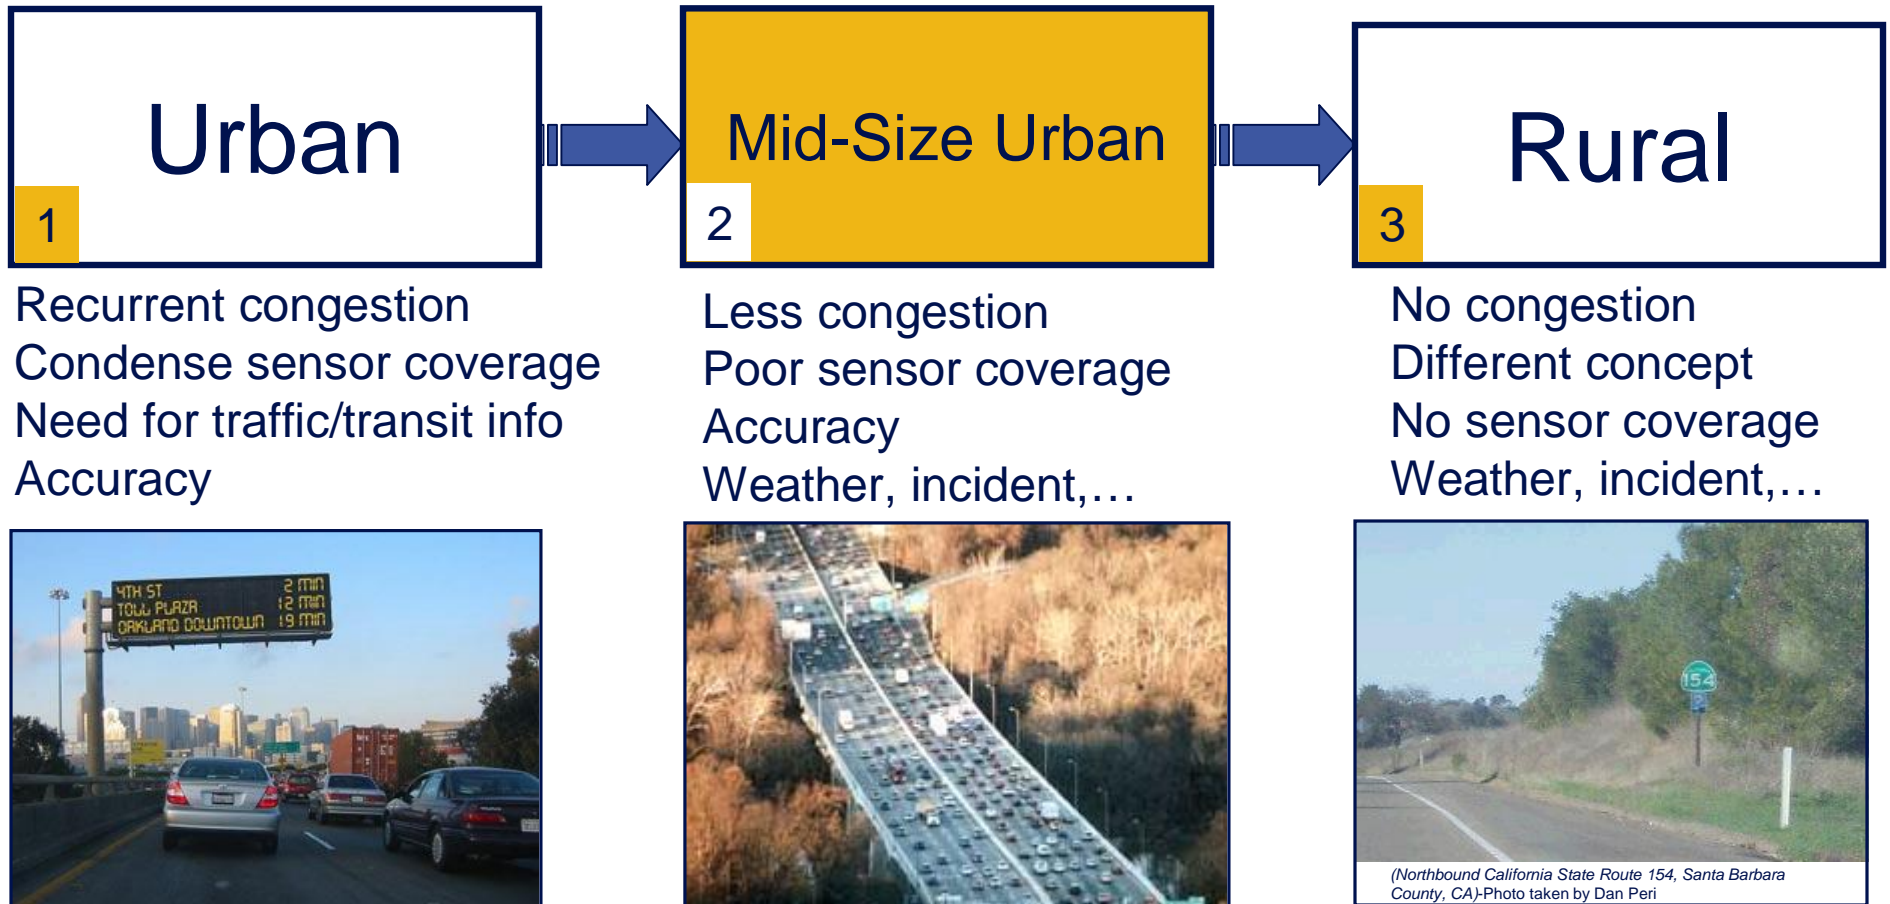 Urban
1
Recurrent congestion
Condense sensor coverage
Need for traffic/transit info
Accuracy
4TH ST 2 MIN
TOLL PLAZA 12 MIN
OAKLAND DOWNTOWN 19 MIN
Mid-Size Urban
2
Less congestion
Poor sensor coverage
Accuracy
Weather, incident,…
Rural
3
No congestion
Different concept
No sensor coverage
Weather, incident,…
154
(Northbound California State Route 154, Santa Barbara
County, CA)-Photo taken by Dan Peri